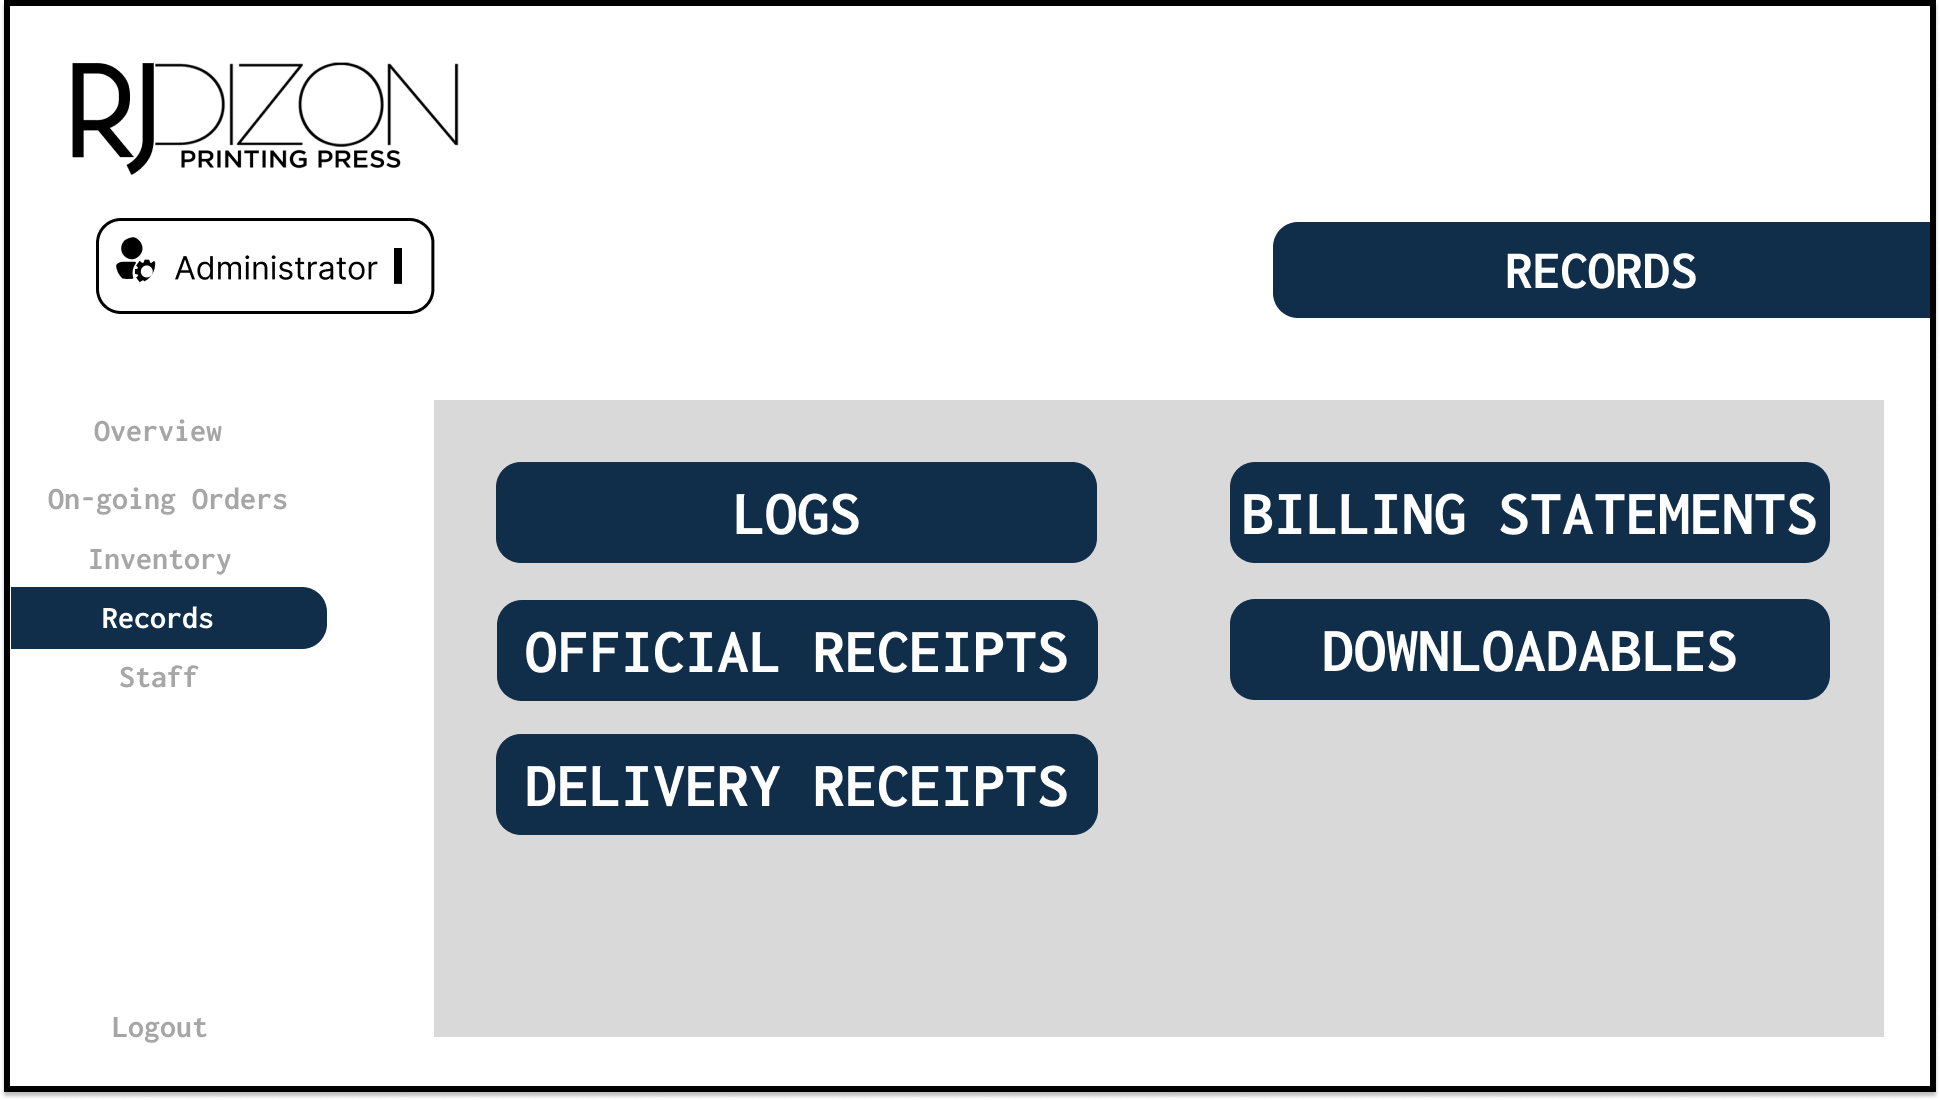 RJDIZON
PRINTING PRESS
Administrator
RECORDS
Overview
On-going Orders
Inventory
Records
Staff
Logout
LOGS
BILLING STATEMENTS
OFFICIAL RECEIPTS
DOWNLOADABLES
DELIVERY RECEIPTS